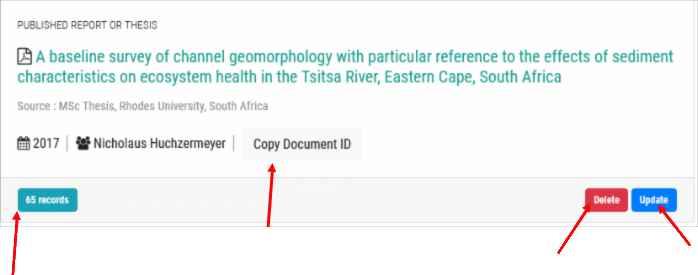 PUBLISHED REPORT OR THESIS
A baseline survey of channel geomorphology with particular reference to the effects of sediment
characteristics on ecosystem health in the Tsitsa River, Eastern Cape, South Africa
Source : MSc Thesis, Rhodes University, South Africa
2017 | Nicholaus Huchzermeyer | Copy Document ID
65 records Delete Update